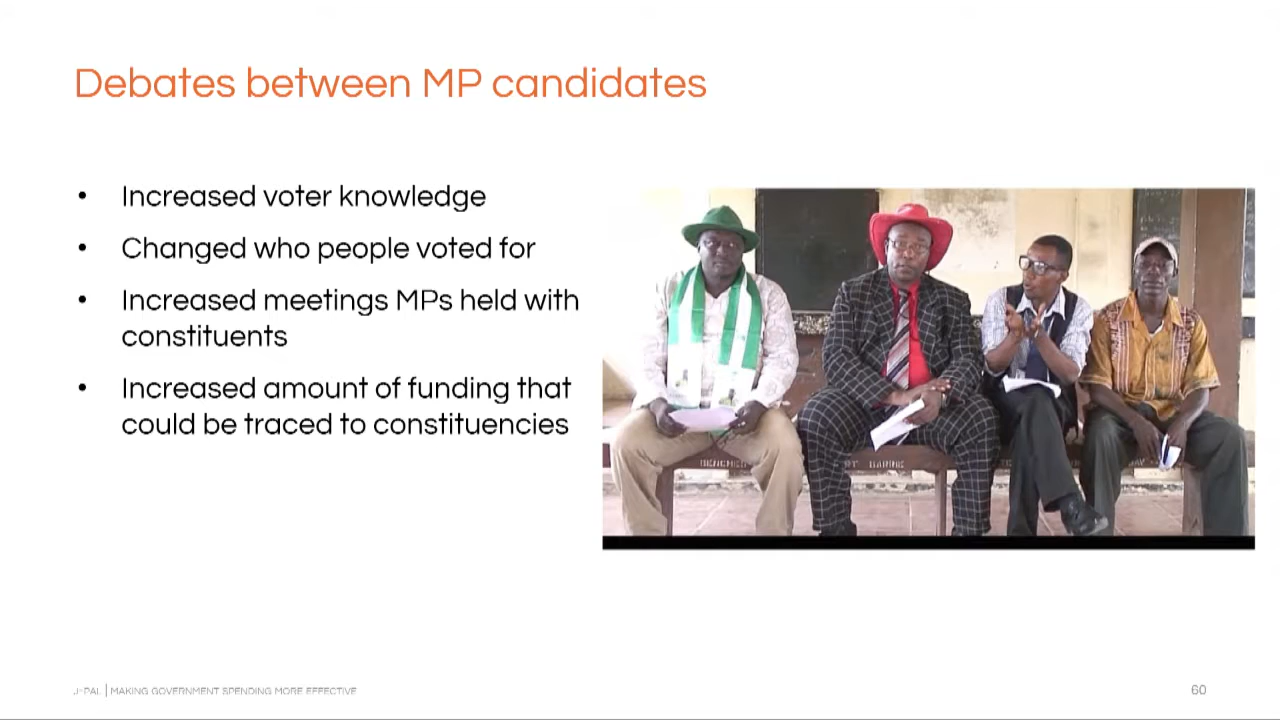 Debates between MP candidates
• Increased voter knowledge
• Changed who people voted for
• Increased meetings MPs held with
constituents
• Increased amount of funding that
could be traced to constituencies
J-PAL | MAKING GOVERNMENT SPENDING MORE EFFECTIVE
60